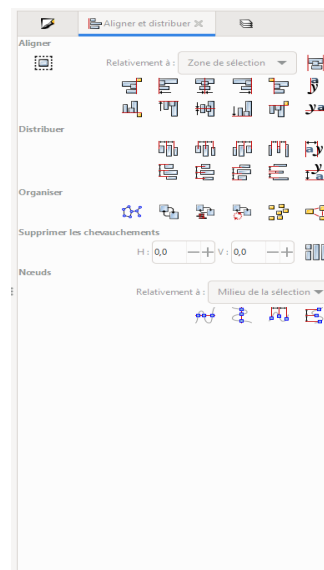 Aligner et distribuer
Aligner
Relativement à : Zone de sélection
Distribuer
Organiser
Supprimer les chevauchements
H : 0,0 V : 0,0
Nœuds
Relativement à : Milieu de la sélection